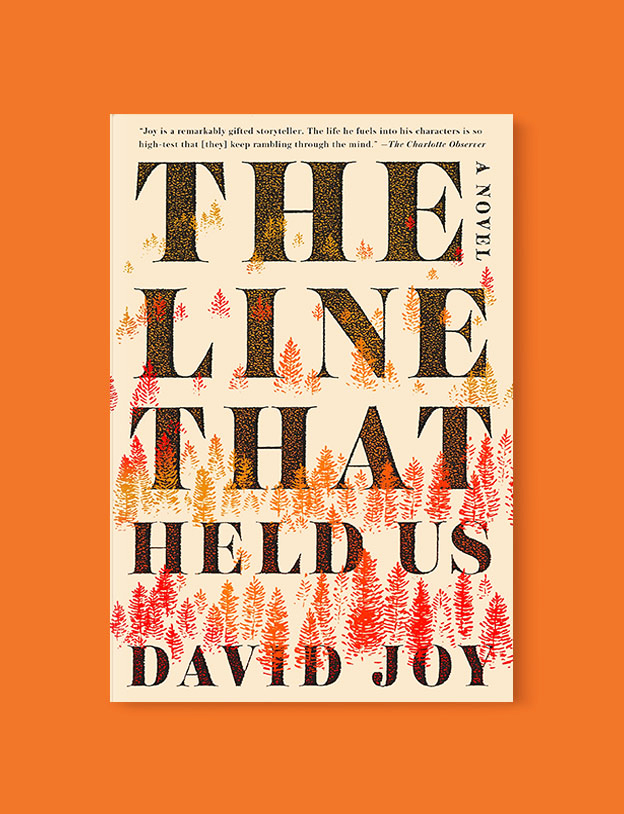 "Joy is a remarkably gifted storyteller. The life he fuels into his characters is so
high-test that [they] keep rambling through the mind." —The Charlotte Observer
THE
A NOVEL
LINE
THAT
HELD US
DAVID JOY